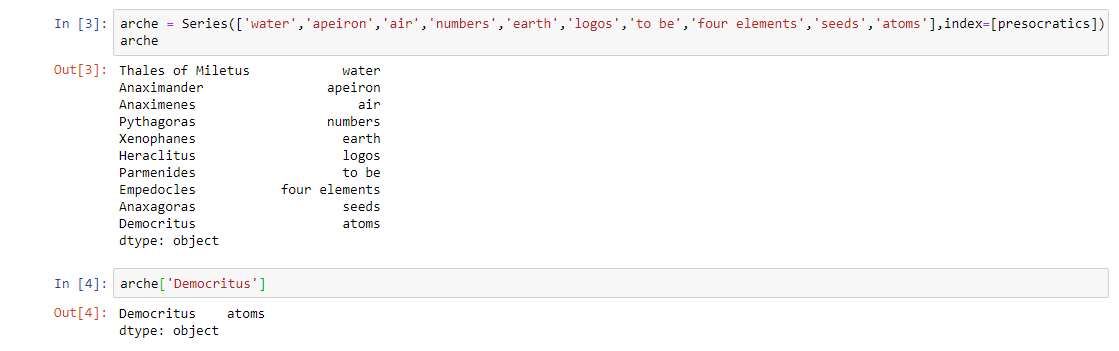 In [3]: arche = Series(['water','apeiron','air','numbers','earth','logos','to be','four elements','seeds','atoms'],index=[presocratics])
arche
Out[3]: Thales of Miletus            water
Anaximander                apeiron
Anaximenes                     air
Pythagoras                 numbers
Xenophanes                   earth
Heraclitus                   logos
Parmenides                   to be
Empedocles           four elements
Anaxagoras                   seeds
Democritus                   atoms
dtype: object
In [4]: arche['Democritus']
Out[4]: Democritus    atoms
dtype: object